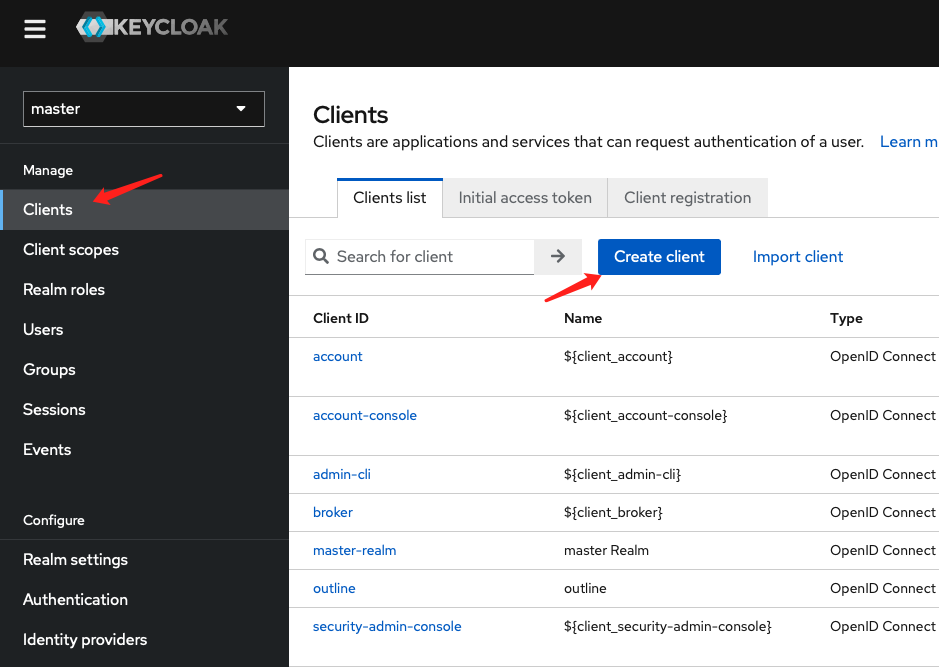 KEYCLOAK
master
Manage
Clients
Client scopes
Realm roles
Users
Groups
Sessions
Events
Configure
Realm settings
Authentication
Identity providers
Clients
Clients are applications and services that can request authentication of a user. Learn m
Clients list Initial access token Client registration
Search for client Create client Import client
Client ID Name Type
account ${client_account} OpenID Connect
account-console ${client_account-console} OpenID Connect
admin-cli ${client_admin-cli} OpenID Connect
broker ${client_broker} OpenID Connect
master-realm master Realm OpenID Connect
outline outline OpenID Connect
security-admin-console ${client_security-admin-console} OpenID Connect